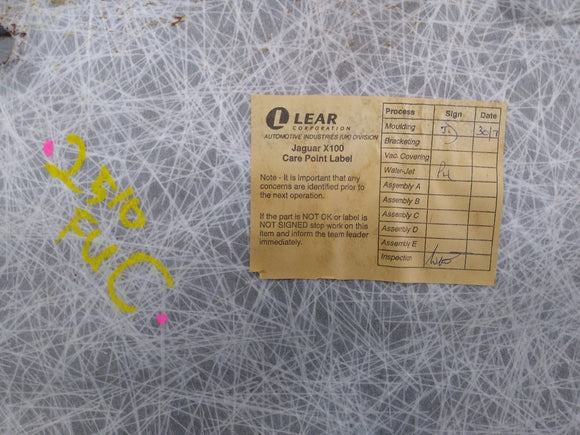 2510
FUC
LEAR
CORPORATION
AUTOMOTIVE INDUSTRIES (UK) DIVISION
Jaguar X100
Care Point Label
Note - It is Important that any
concerns are identified prior to
the next operation.
If the part is NOT OK or label is
NOT SIGNED stop work on this
item and inform the team leader
immediately.
Process Sign Date
Moulding 30/7
Bracketing
Vac. Covering
Water-Jet
Assembly A
Assembly B
Assembly C
Assembly D
Assembly E
Inspection